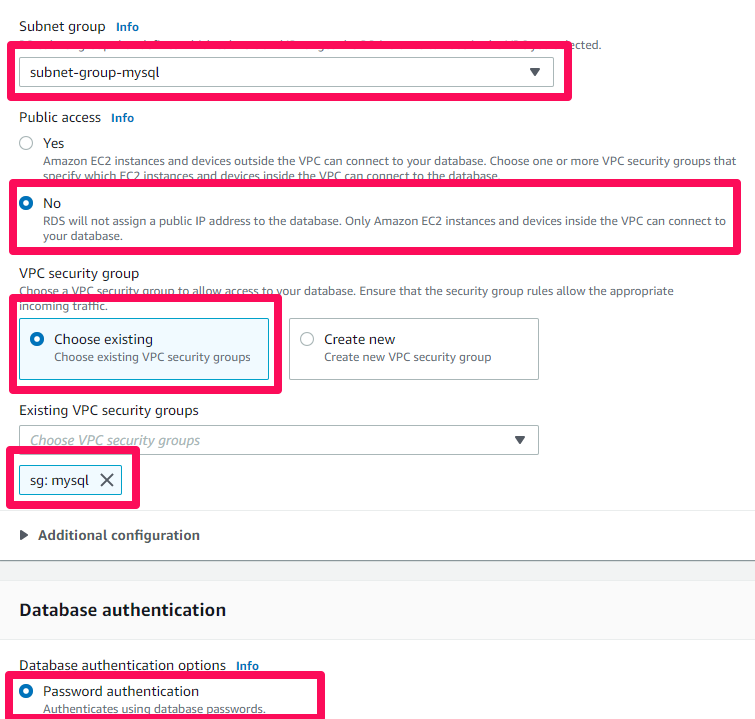 Subnet group Info
ected.
subnet-group-mysql
Public access Info
Yes
Amazon EC2 instances and devices outside the VPC can connect to your database. Choose one or more VPC security groups that
specify which EC2 instances and devices inside the VPC can connect to the database.
No
RDS will not assign a public IP address to the database. Only Amazon EC2 instances and devices inside the VPC can connect to
your database.
VPC security group
Choose a VPC security group to allow access to your database. Ensure that the security group rules allow the appropriate
incoming traffic.
Choose existing
Choose existing VPC security groups
Create new
Create new VPC security group
Existing VPC security groups
Choose VPC security groups
sg: mysql
Additional configuration
Database authentication
Database authentication options Info
Password authentication
Authenticates using database passwords.